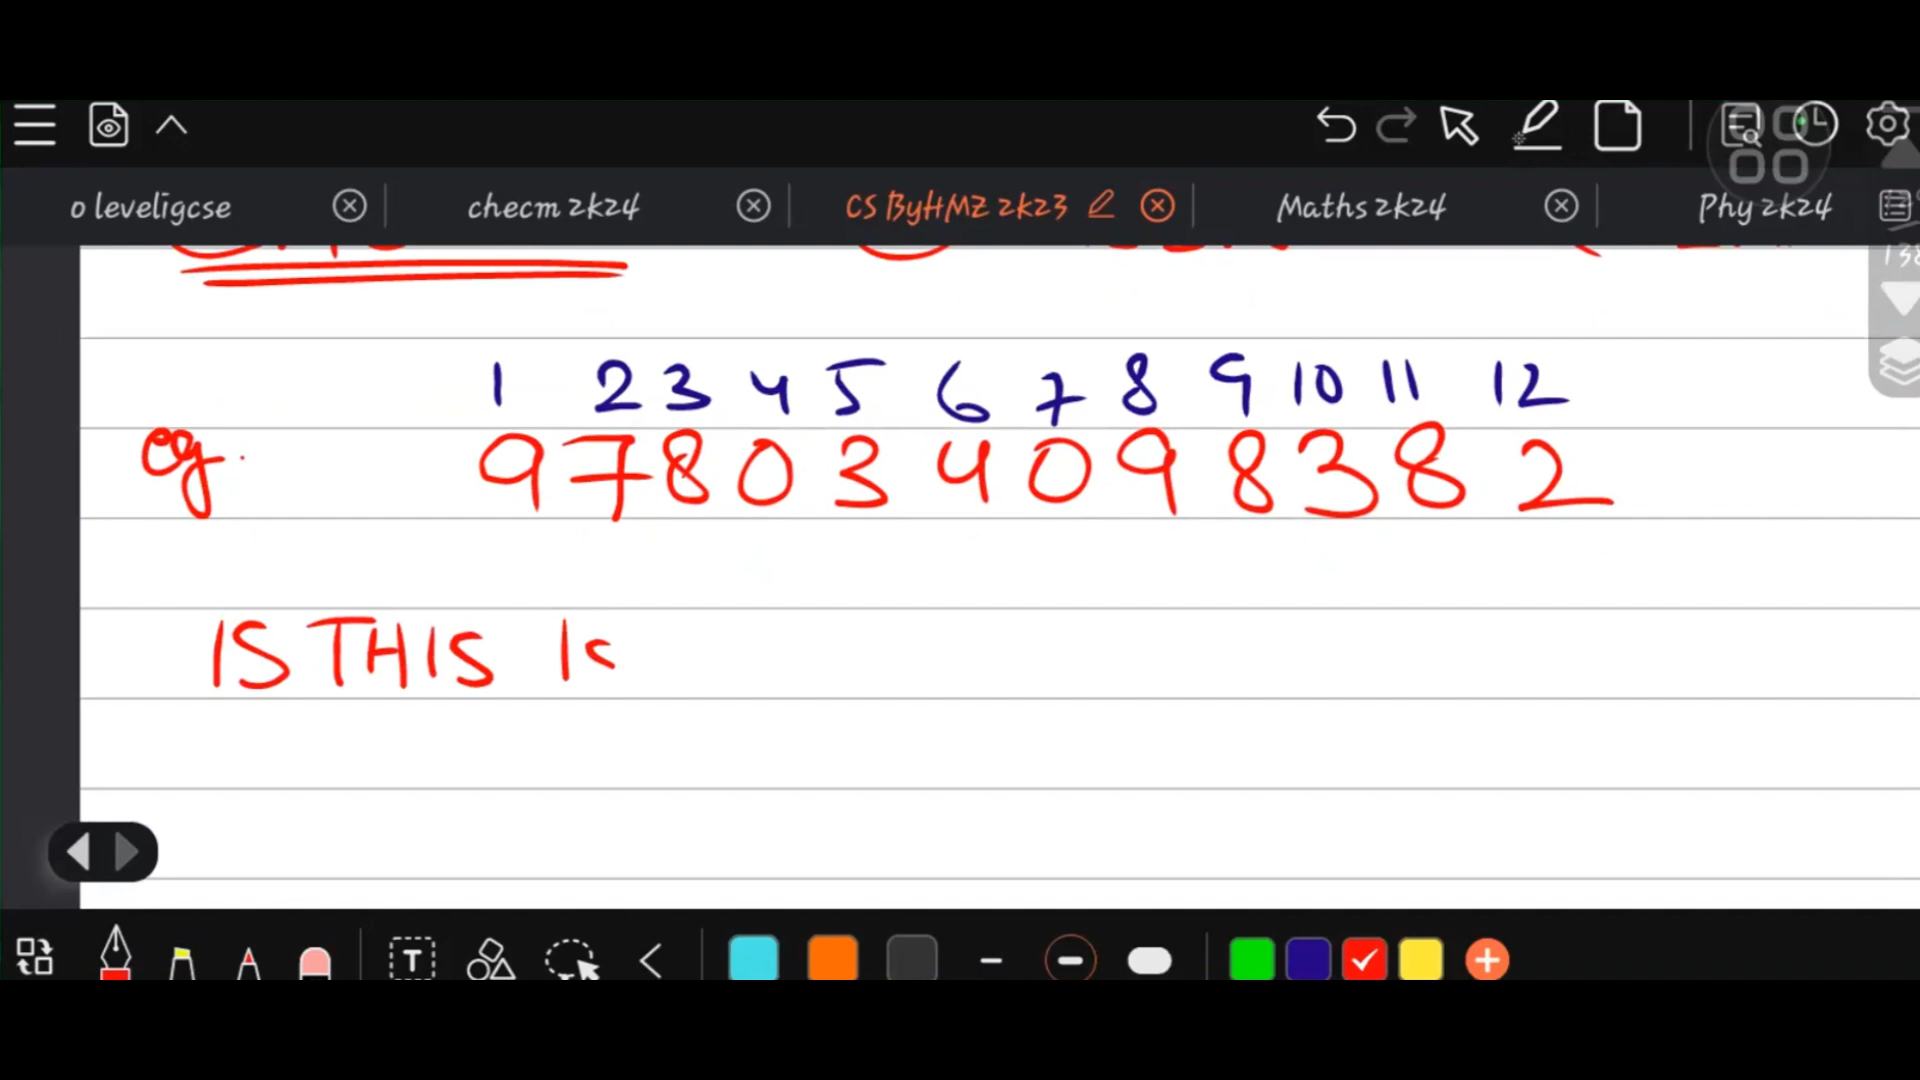 o leveligcse checm 2k24 CS ByHMZ 2k23 Maths 2k24 Phy 2k24
1 2 3 4 5 6 7 8 9 10 11 12
eg. 9 7 8 0 3 4 0 9 8 3 8 2
IS THIS
T